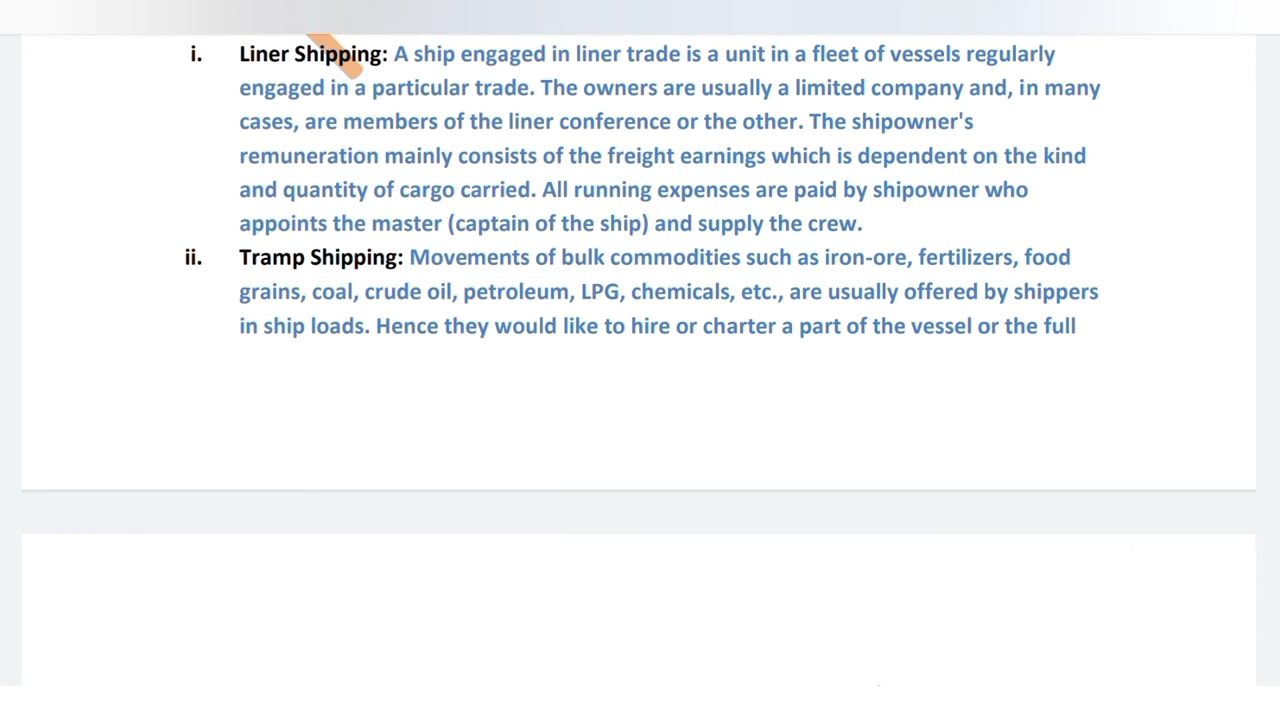 i. Liner Shipping: A ship engaged in liner trade is a unit in a fleet of vessels regularly
engaged in a particular trade. The owners are usually a limited company and, in many
cases, are members of the liner conference or the other. The shipowner's
remuneration mainly consists of the freight earnings which is dependent on the kind
and quantity of cargo carried. All running expenses are paid by shipowner who
appoints the master (captain of the ship) and supply the crew.
ii. Tramp Shipping: Movements of bulk commodities such as iron-ore, fertilizers, food
grains, coal, crude oil, petroleum, LPG, chemicals, etc., are usually offered by shippers
in ship loads. Hence they would like to hire or charter a part of the vessel or the full